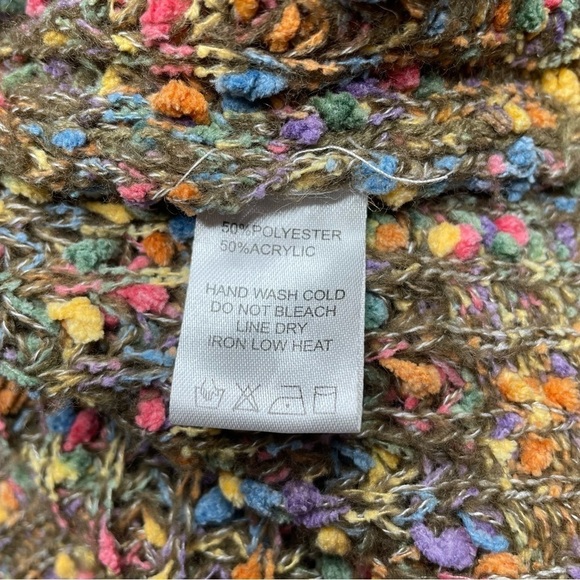 50%POLYESTER
50%ACRYLIC
HAND WASH COLD
DO NOT BLEACH
LINE DRY
IRON LOW HEAT